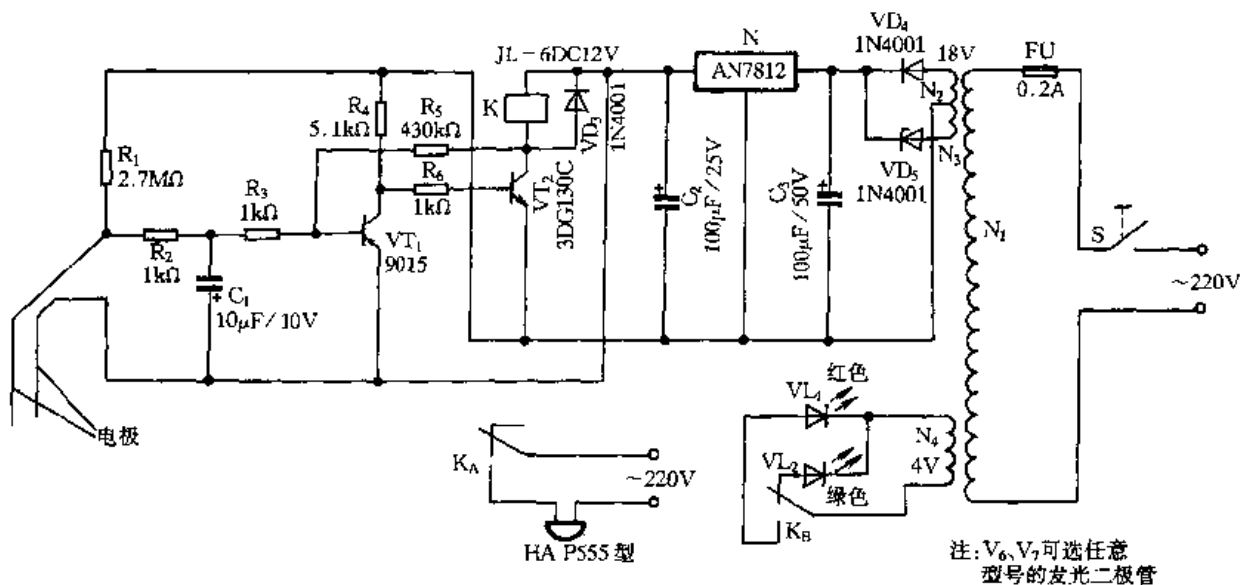 JL-6DC12V
N
AN7812
VD₄
1N4001
18V
FU
0.2A
R₄
5.1kΩ
R₅
430kΩ
K
VD₃
1N4001
N₂
N₃
VD₅
1N4001
R₁
2.7MΩ
R₃
1kΩ
R₆
1kΩ
VT₂
3DG130C
C₂
100μF/25V
C₃
100μF/50V
N₁
S
~220V
R₂
1kΩ
VT₁
9015
C₁
10μF/10V
电极
K_A
~220V
HA P555型
VL₁
红色
VL₂
绿色
N₄
4V
K_B
注:V₆、V₇可选任意
型号的发光二极管